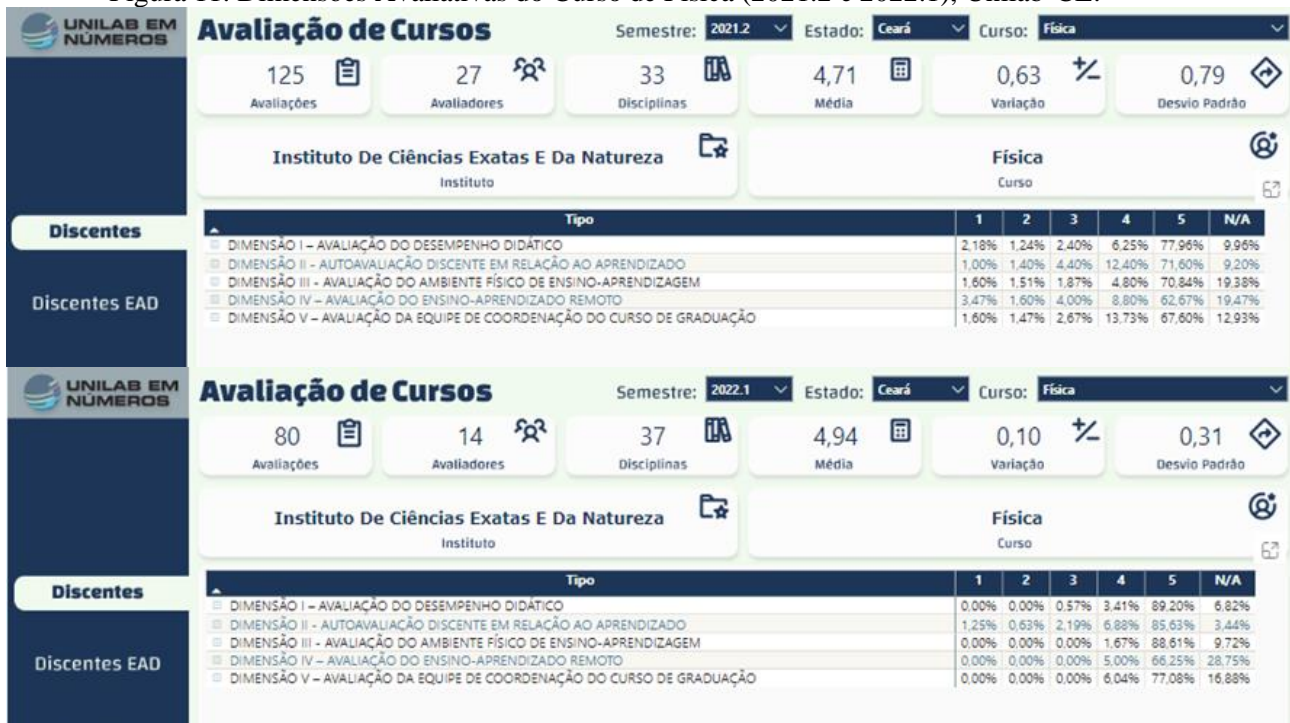 Figura 11: Dimensões Avaliativas do Curso de Física (2021.2 e 2022.1), Unilab-CE.
UNILAB EM NÚMEROS
Avaliação de Cursos Semestre: 2021.2 Estado: Ceará Curso: Física
125 27 33 4,71 0,63 0,79
Avaliações Avaliadores Disciplinas Média Variação Desvio Padrão
Instituto De Ciências Exatas E Da Natureza Física
Instituto Curso
Discentes
Discentes EAD
Tipo 1 2 3 4 5 N/A
DIMENSÃO I – AVALIAÇÃO DO DESEMPENHO DIDÁTICO 2,18% 1,24% 2,40% 6,25% 77,96% 9,96%
DIMENSÃO II - AUTOAVALIAÇÃO DISCENTE EM RELAÇÃO AO APRENDIZADO 1,00% 1,40% 4,40% 12,40% 71,60% 9,20%
DIMENSÃO III - AVALIAÇÃO DO AMBIENTE FÍSICO DE ENSINO-APRENDIZAGEM 1,60% 1,51% 1,87% 4,80% 70,84% 19,38%
DIMENSÃO IV – AVALIAÇÃO DO ENSINO-APRENDIZADO REMOTO 3,47% 1,60% 4,00% 8,80% 62,67% 19,47%
DIMENSÃO V – AVALIAÇÃO DA EQUIPE DE COORDENAÇÃO DO CURSO DE GRADUAÇÃO 1,60% 1,47% 2,67% 13,73% 67,60% 12,93%
UNILAB EM NÚMEROS
Avaliação de Cursos Semestre: 2022.1 Estado: Ceará Curso: Física
80 14 37 4,94 0,10 0,31
Avaliações Avaliadores Disciplinas Média Variação Desvio Padrão
Instituto De Ciências Exatas E Da Natureza Física
Instituto Curso
Discentes
Discentes EAD
Tipo 1 2 3 4 5 N/A
DIMENSÃO I – AVALIAÇÃO DO DESEMPENHO DIDÁTICO 0,00% 0,00% 0,57% 3,41% 89,20% 6,82%
DIMENSÃO II - AUTOAVALIAÇÃO DISCENTE EM RELAÇÃO AO APRENDIZADO 1,25% 0,63% 2,19% 6,88% 85,63% 3,44%
DIMENSÃO III - AVALIAÇÃO DO AMBIENTE FÍSICO DE ENSINO-APRENDIZAGEM 0,00% 0,00% 0,00% 1,67% 88,61% 9,72%
DIMENSÃO IV – AVALIAÇÃO DO ENSINO-APRENDIZADO REMOTO 0,00% 0,00% 0,00% 5,00% 66,25% 28,75%
DIMENSÃO V – AVALIAÇÃO DA EQUIPE DE COORDENAÇÃO DO CURSO DE GRADUAÇÃO 0,00% 0,00% 0,00% 6,04% 77,08% 16,88%